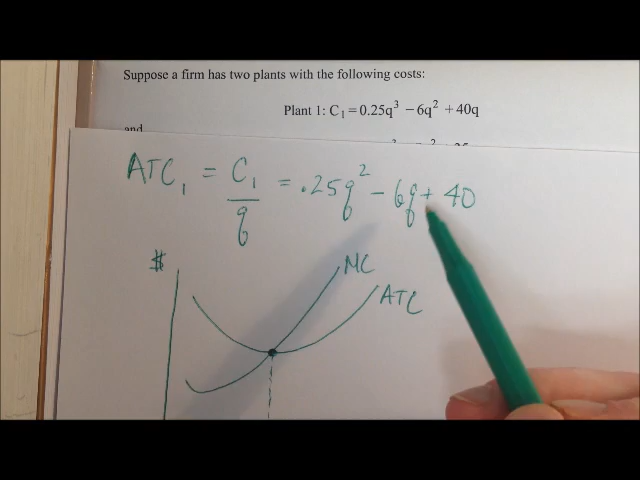 Suppose a firm has two plants with the following costs:
Plant 1: C₁ = 0.25q³ − 6q² + 40q
and
ATC₁ = C₁/q = .25q² − 6q + 40
$
MC
ATC